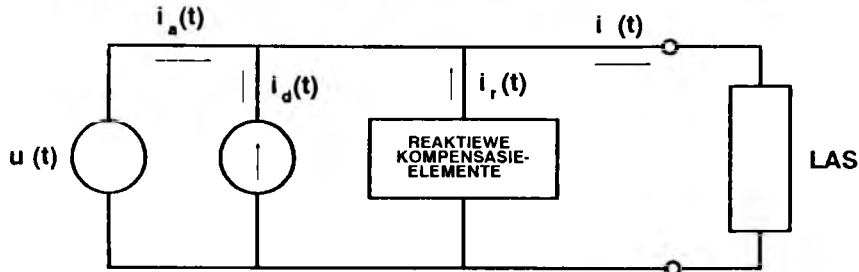 i_a(t)
i (t)
i_d(t)
i_r(t)
u (t)
REAKTIEWE
KOMPENSASIE-
ELEMENTE
LAS